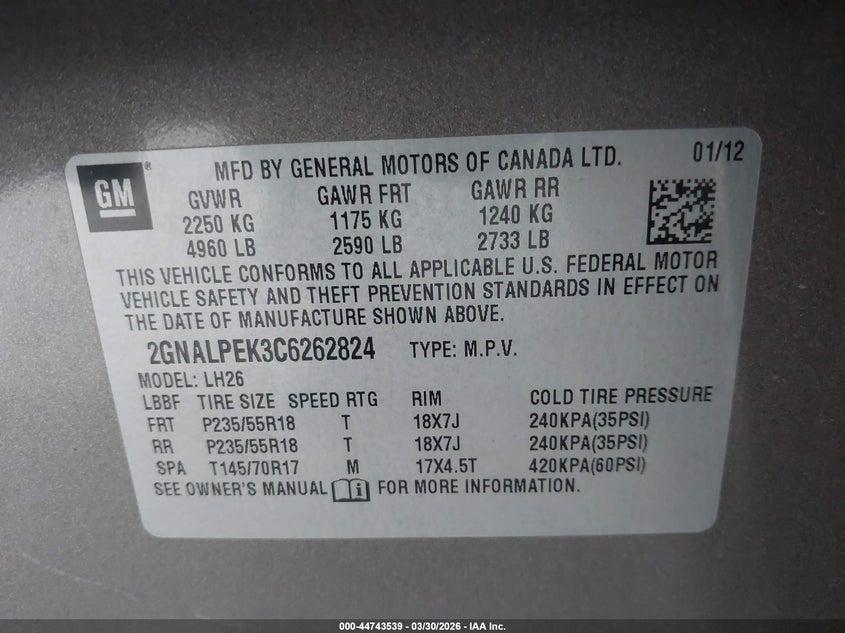 GM
MFD BY GENERAL MOTORS OF CANADA LTD. 01/12
GVWR GAWR FRT GAWR RR
2250 KG 1175 KG 1240 KG
4960 LB 2590 LB 2733 LB
THIS VEHICLE CONFORMS TO ALL APPLICABLE U.S. FEDERAL MOTOR
VEHICLE SAFETY AND THEFT PREVENTION STANDARDS IN EFFECT ON
THE DATE OF MANUFACTURE SHOWN ABOVE.
2GNALPEK3C6262824 TYPE: M.P.V.
MODEL: LH26
LBBF TIRE SIZE SPEED RTG RIM COLD TIRE PRESSURE
FRT P235/55R18 T 18X7J 240KPA(35PSI)
RR P235/55R18 T 18X7J 240KPA(35PSI)
SPA T145/70R17 M 17X4.5T 420KPA(60PSI)
SEE OWNER'S MANUAL i FOR MORE INFORMATION.
000-44743539 - 03/30/2026 - IAA Inc.